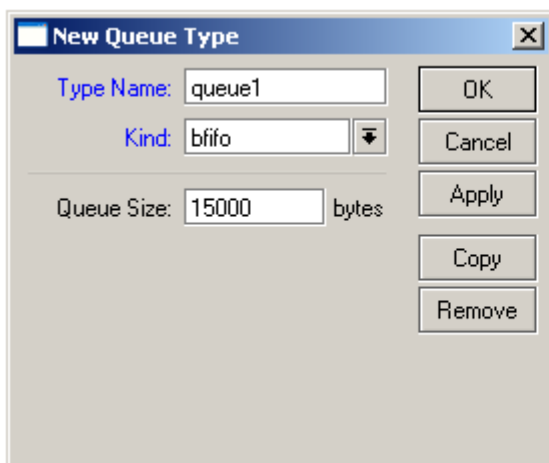 New Queue Type
Type Name: queue1
OK
Kind: bfifo
Cancel
Queue Size: 15000 bytes
Apply
Copy
Remove